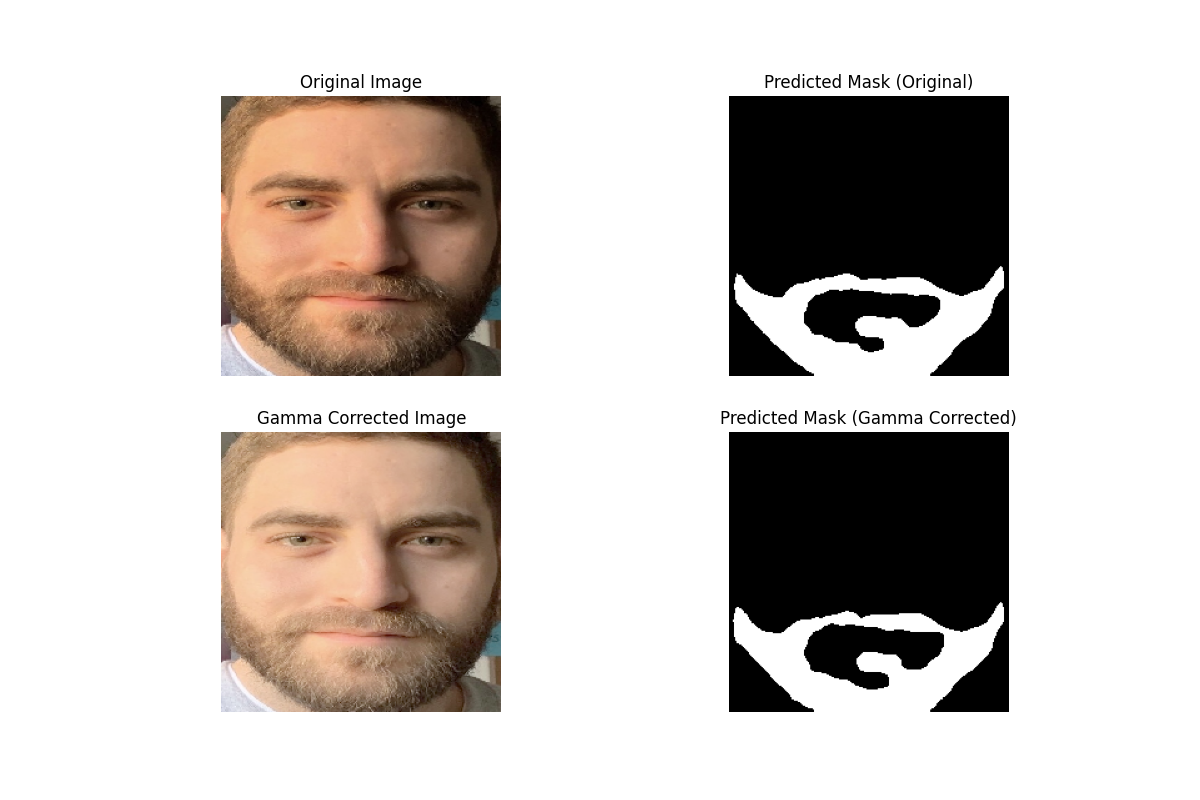 Original Image
Predicted Mask (Original)
Gamma Corrected Image
Predicted Mask (Gamma Corrected)